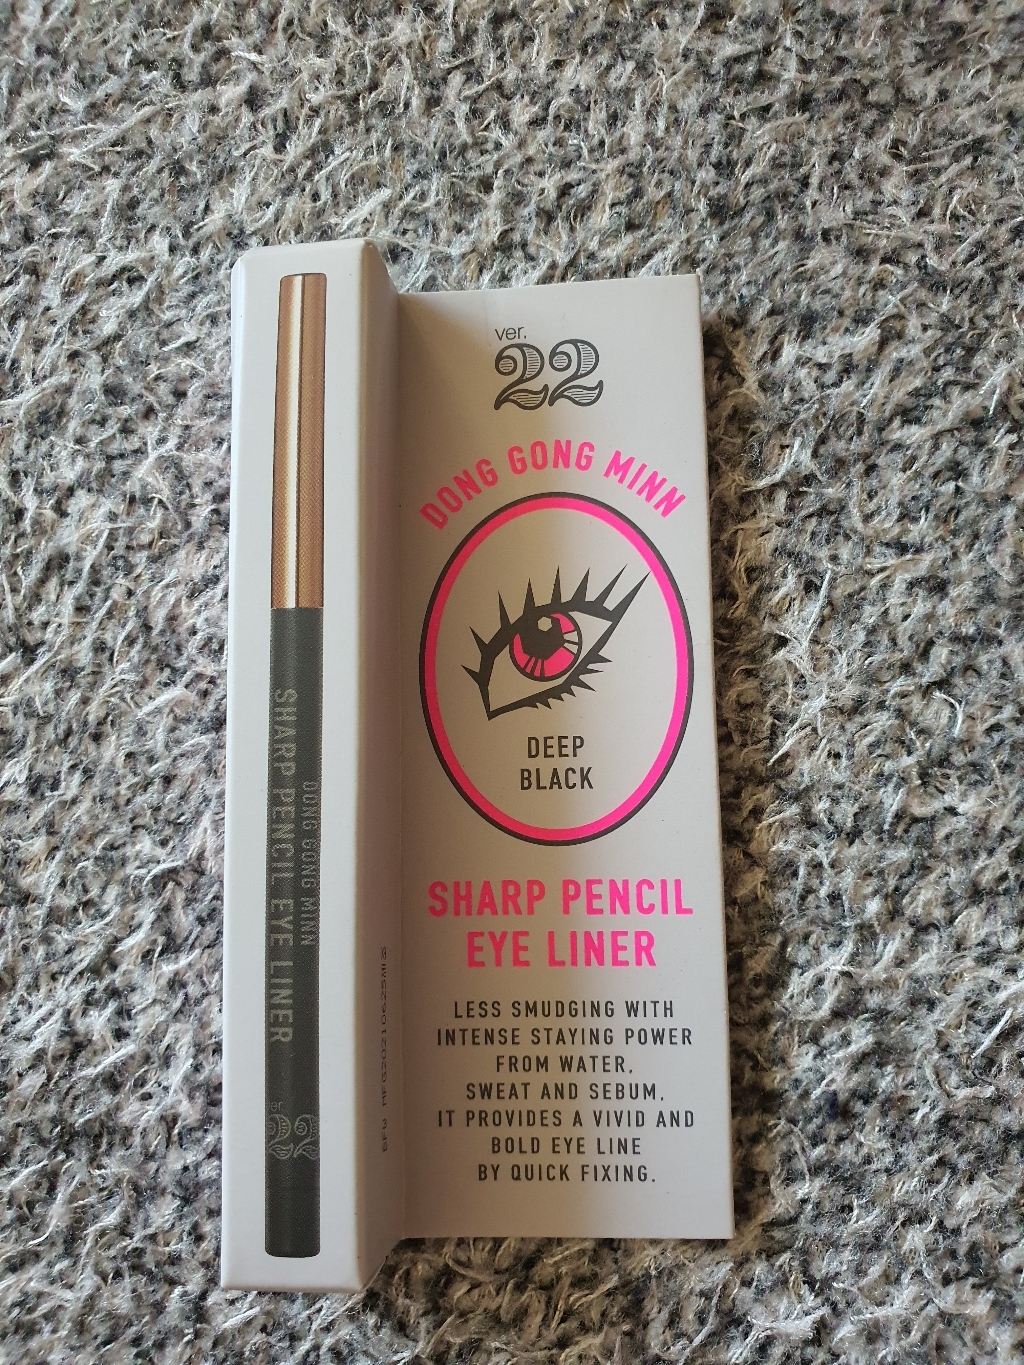 SHARP PENCIL EYE LINER
DONG GONG MINN
ver.
22
ver.
22
DONG GONG MINN
DEEP
BLACK
SHARP PENCIL
EYE LINER
LESS SMUDGING WITH
INTENSE STAYING POWER
FROM WATER,
SWEAT AND SEBUM,
IT PROVIDES A VIVID AND
BOLD EYE LINE
BY QUICK FIXING.